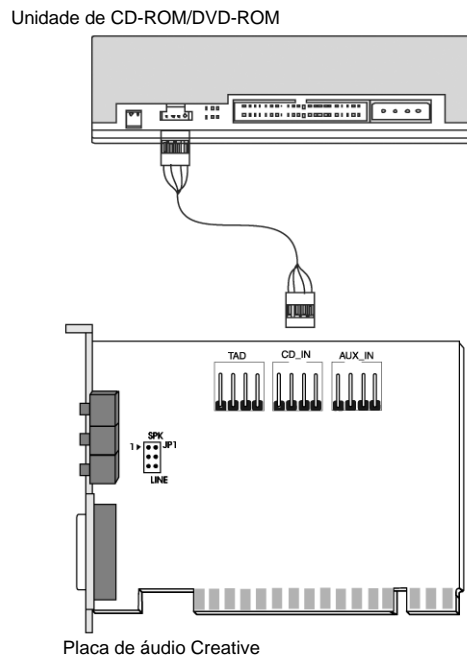 Unidade de CD-ROM/DVD-ROM
TAD CD_IN AUX_IN
SPK
1 JP1
LINE
Placa de áudio Creative